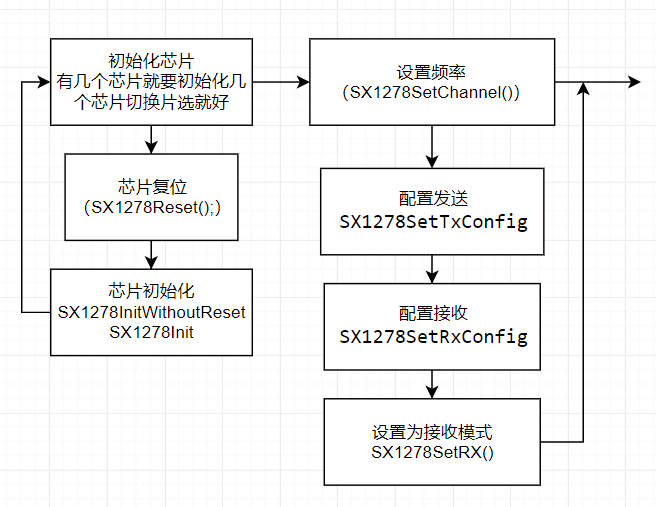 初始化芯片
有几个芯片就要初始化几
个芯片切换片选就好
芯片复位
（SX1278Reset();）
芯片初始化
SX1278InitWithoutReset
SX1278Init
设置频率
（SX1278SetChannel()）
配置发送
SX1278SetTxConfig
配置接收
SX1278SetRxConfig
设置为接收模式
SX1278SetRX()